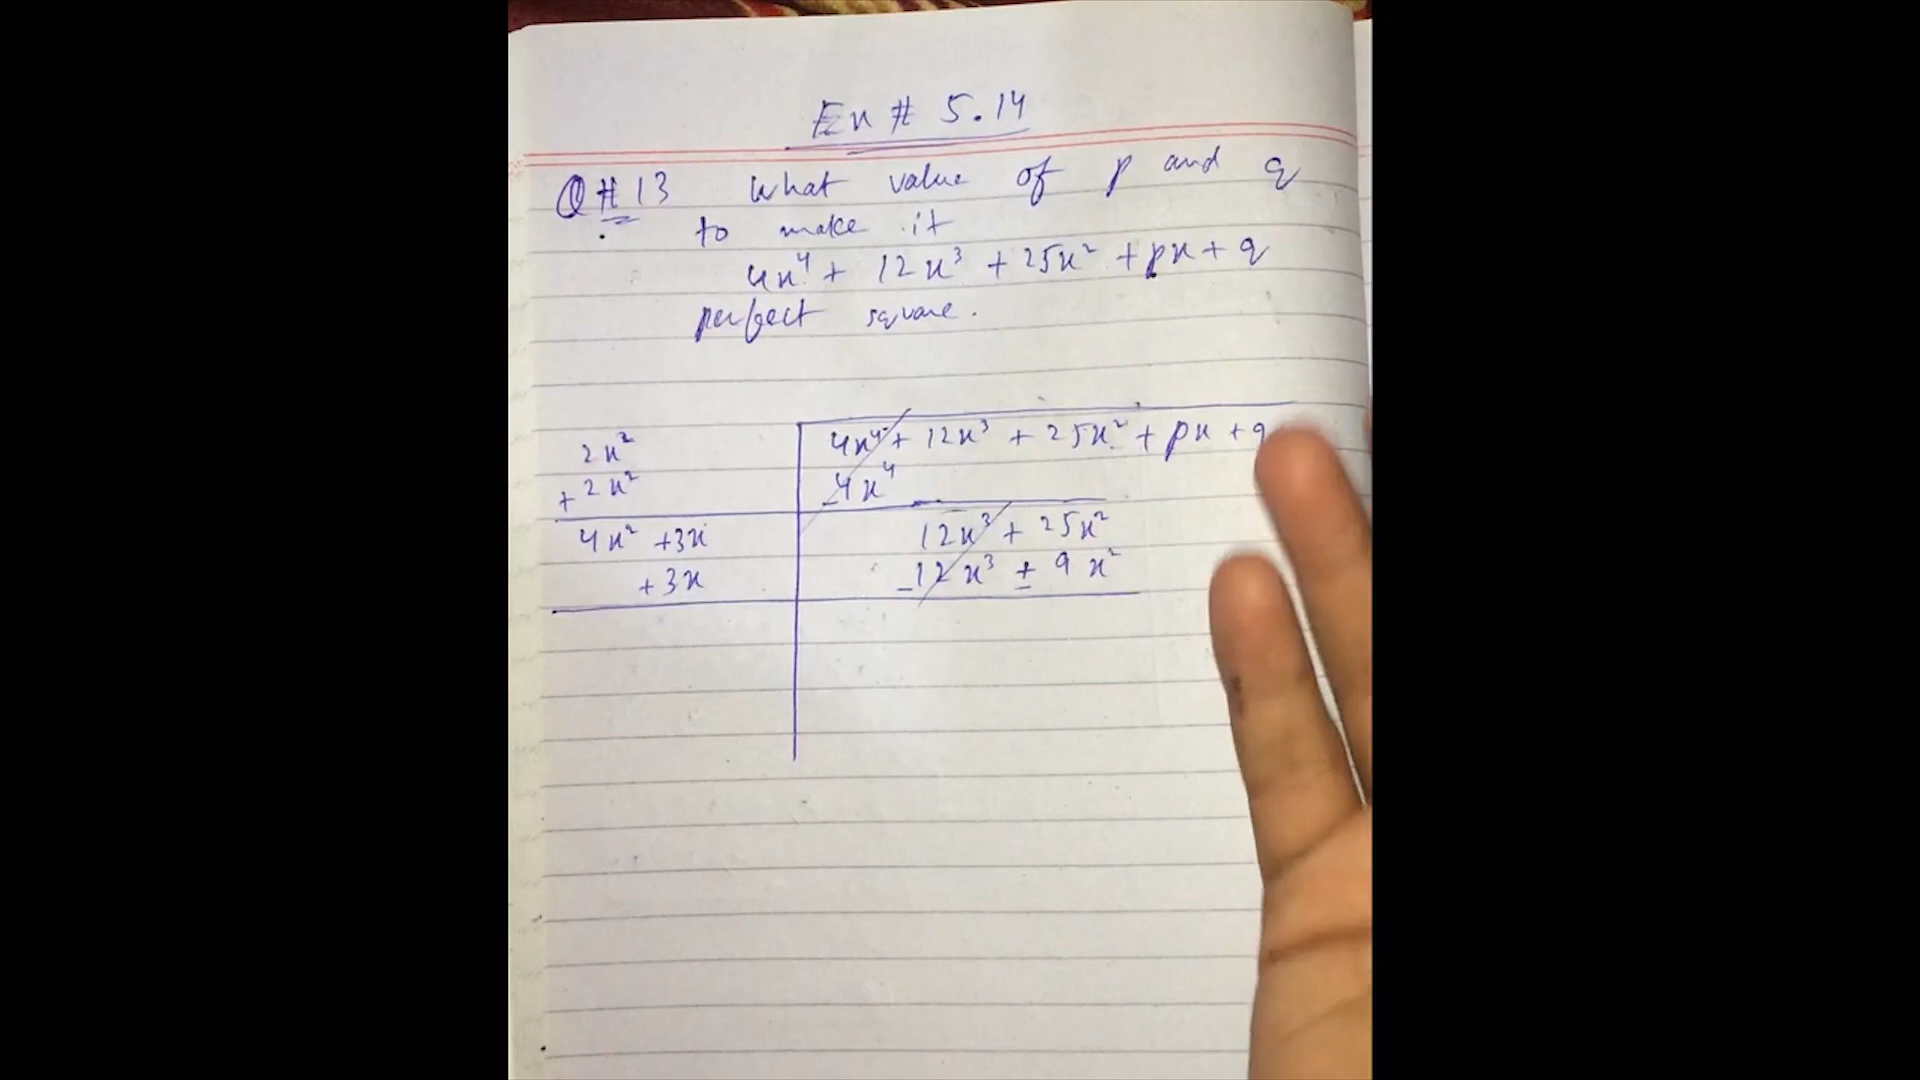 Ex # 5.14
Q # 13 What value of p and q
to make it
4x⁴ + 12x³ + 25x² + px + q
perfect square.
2x²
4x⁴ + 12x³ + 25x² + px + q
+ 2x²
-4x⁴
4x² + 3x
12x³ + 25x²
+ 3x
-12x³ ± 9x²